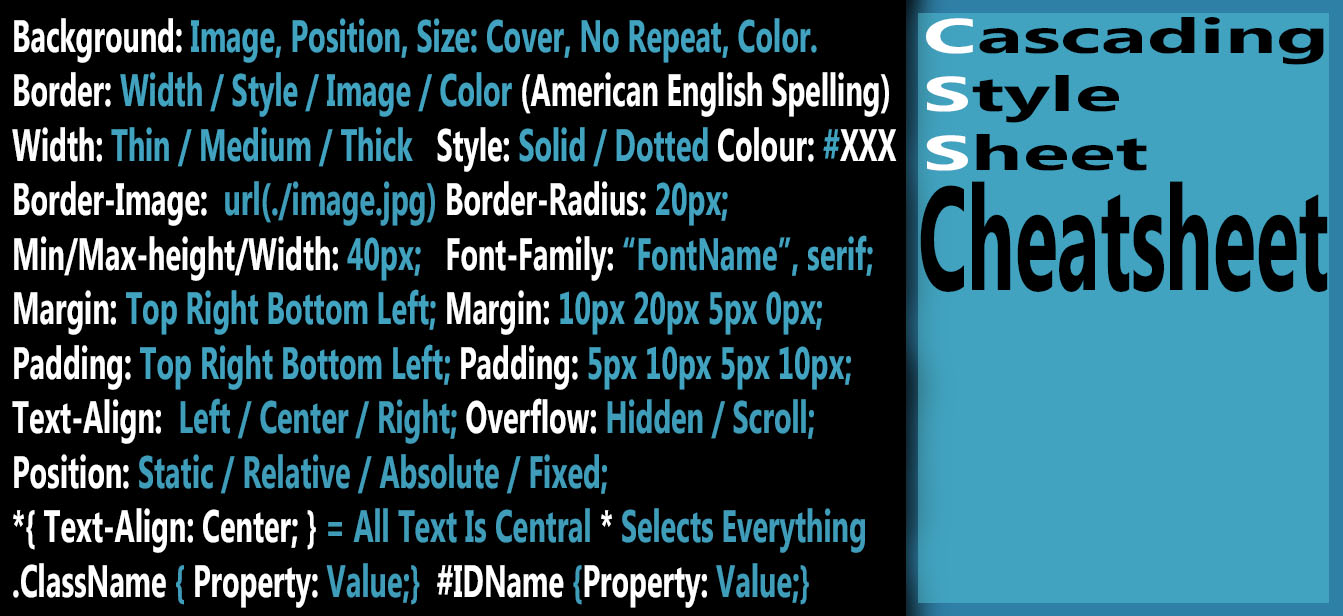 Background: Image, Position, Size: Cover, No Repeat, Color.
Border: Width / Style / Image / Color (American English Spelling)
Width: Thin / Medium / Thick Style: Solid / Dotted Colour: #XXX
Border-Image: url(./image.jpg) Border-Radius: 20px;
Min/Max-height/Width: 40px; Font-Family: “FontName”, serif;
Margin: Top Right Bottom Left; Margin: 10px 20px 5px 0px;
Padding: Top Right Bottom Left; Padding: 5px 10px 5px 10px;
Text-Align: Left / Center / Right; Overflow: Hidden / Scroll;
Position: Static / Relative / Absolute / Fixed;
*{ Text-Align: Center; } = All Text Is Central * Selects Everything
.ClassName { Property: Value;} #IDName {Property: Value;}
Cascading
Style
Sheet
Cheatsheet